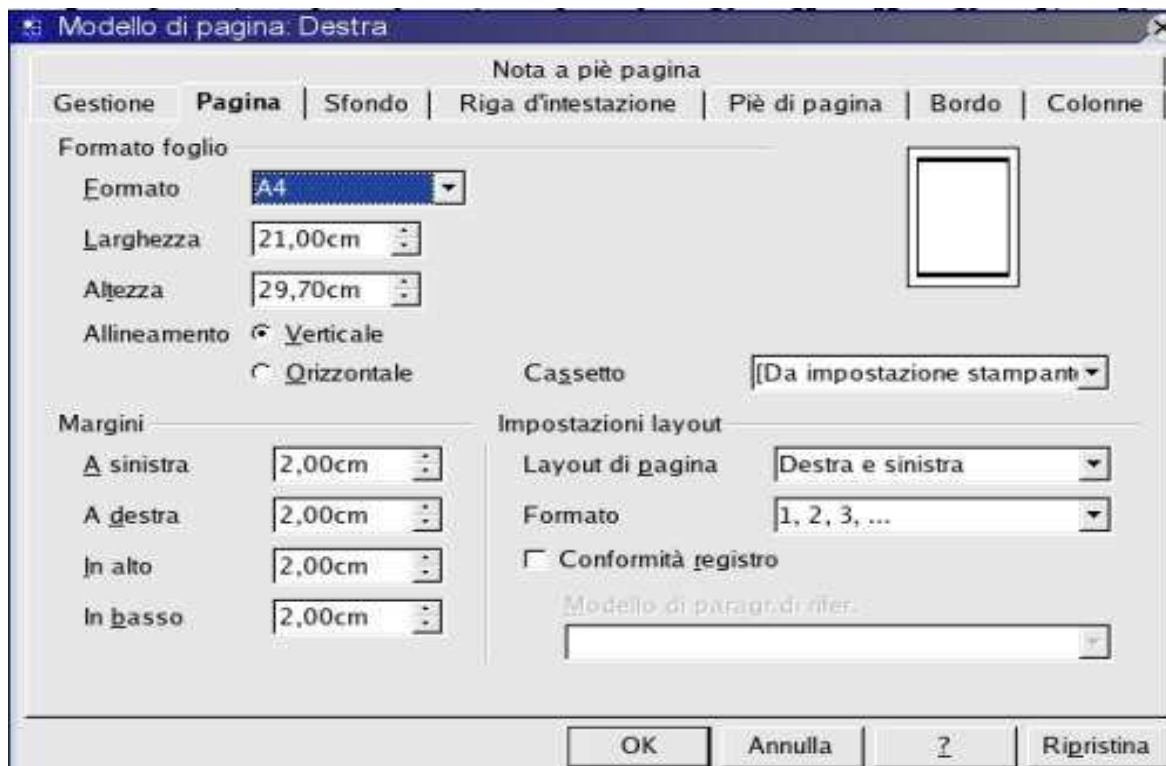 Modello di pagina: Destra
Nota a piè pagina
Gestione Pagina Sfondo Riga d'intestazione Piè di pagina Bordo Colonne
Formato foglio
Formato A4
Larghezza 21,00cm
Altezza 29,70cm
Allineamento Verticale
Orizzontale
Cassetto [Da impostazione stampant
Margini
A sinistra 2,00cm
A destra 2,00cm
In alto 2,00cm
In basso 2,00cm
Impostazioni layout
Layout di pagina Destra e sinistra
Formato 1, 2, 3, ...
Conformità registro
Modello di paragr.di rifer.
OK Annulla ? Ripristina